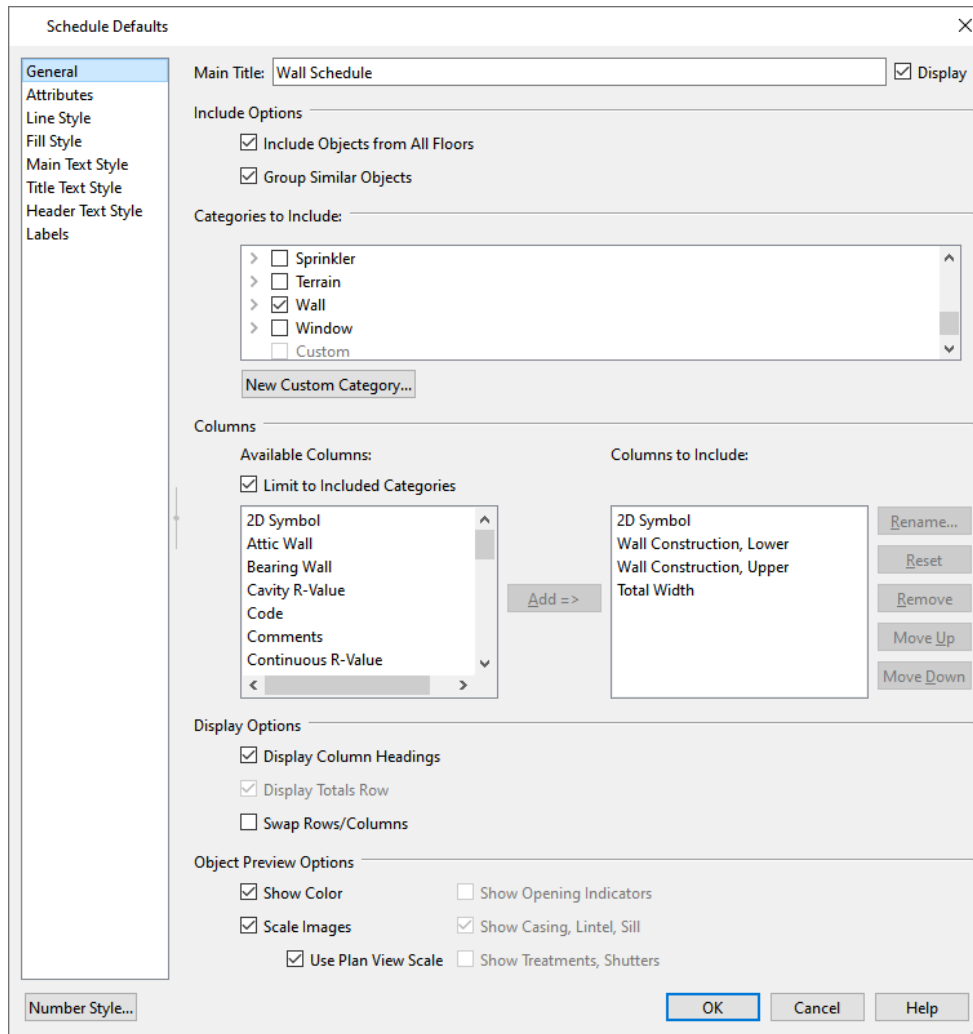 Schedule Defaults
General
Attributes
Line Style
Fill Style
Main Text Style
Title Text Style
Header Text Style
Labels
Main Title: Wall Schedule Display
Include Options
Include Objects from All Floors
Group Similar Objects
Categories to Include:
Sprinkler
Terrain
Wall
Window
Custom
New Custom Category...
Columns
Available Columns:
Limit to Included Categories
2D Symbol
Attic Wall
Bearing Wall
Cavity R-Value
Code
Comments
Continuous R-Value
Add =>
Columns to Include:
2D Symbol
Wall Construction, Lower
Wall Construction, Upper
Total Width
Rename...
Reset
Remove
Move Up
Move Down
Display Options
Display Column Headings
Display Totals Row
Swap Rows/Columns
Object Preview Options
Show Color Show Opening Indicators
Scale Images Show Casing, Lintel, Sill
Use Plan View Scale Show Treatments, Shutters
Number Style... OK Cancel Help